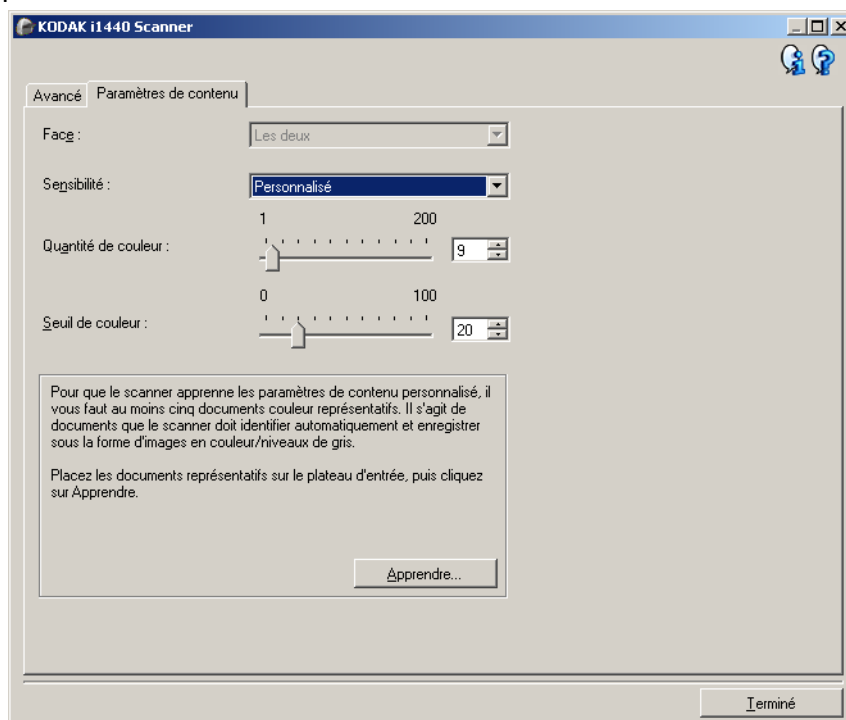 KODAK i1440 Scanner
Avancé Paramètres de contenu
Face : Les deux
Sensibilité : Personnalisé
1 200
Quantité de couleur : 9
0 100
Seuil de couleur : 20
Pour que le scanner apprenne les paramètres de contenu personnalisé, il
vous faut au moins cinq documents couleur représentatifs. Il s'agit de
documents que le scanner doit identifier automatiquement et enregistrer
sous la forme d'images en couleur/niveaux de gris.
Placez les documents représentatifs sur le plateau d'entrée, puis cliquez
sur Apprendre.
Apprendre...
Terminé